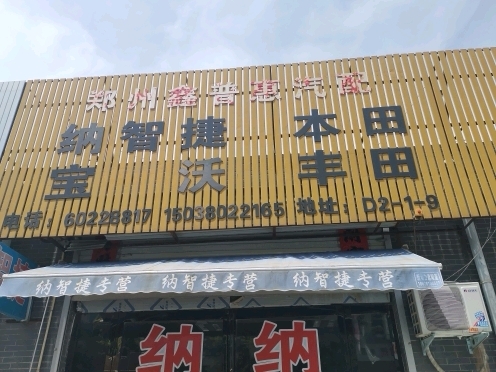 郑州鑫普惠汽配
纳智捷 本田
宝沃 丰田
电话：60228817 15038022165 地址：D2-1-9
纳智捷专营 纳智捷专营 纳智捷专营
纳 纳